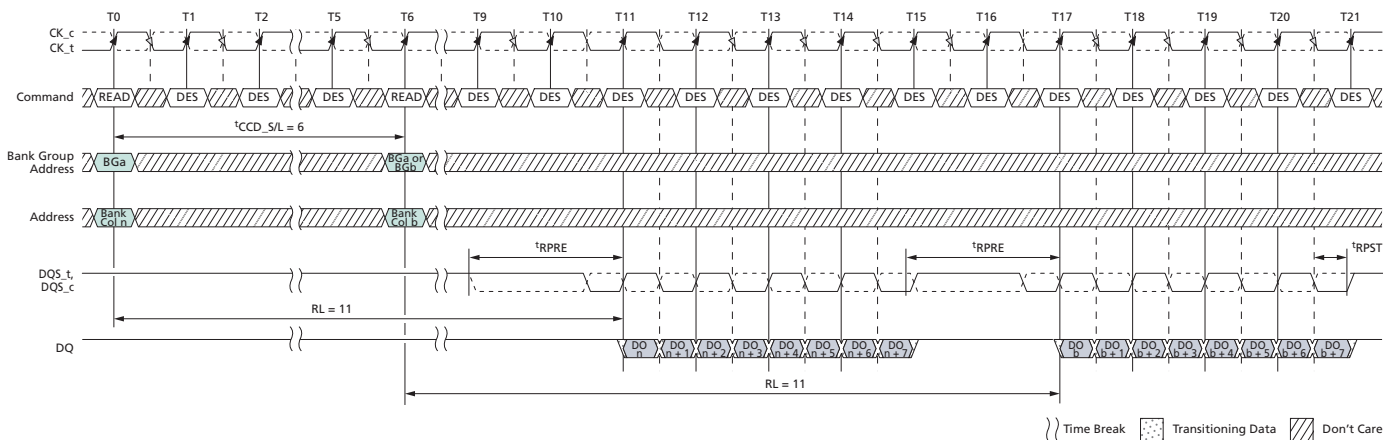 T0 T1 T2 T5 T6 T9 T10 T11 T12 T13 T14 T15 T16 T17 T18 T19 T20 T21
CK_c
CK_t
Command READ DES DES DES READ DES DES DES DES DES DES DES DES DES DES DES DES DES
tCCD_S/L = 6
Bank Group
Address
BGa
BGa or
BGb
Address
Bank
Col n
Bank
Col b
tRPRE tRPRE tRPST
DQS_t,
DQS_c
RL = 11
DQ
DO
n
DO
n + 1
DO
n + 2
DO
n + 3
DO
n + 4
DO
n + 5
DO
n + 6
DO
n + 7
DO
b
DO
b + 1
DO
b + 2
DO
b + 3
DO
b + 4
DO
b + 5
DO
b + 6
DO
b + 7
RL = 11
Time Break Transitioning Data Don't Care